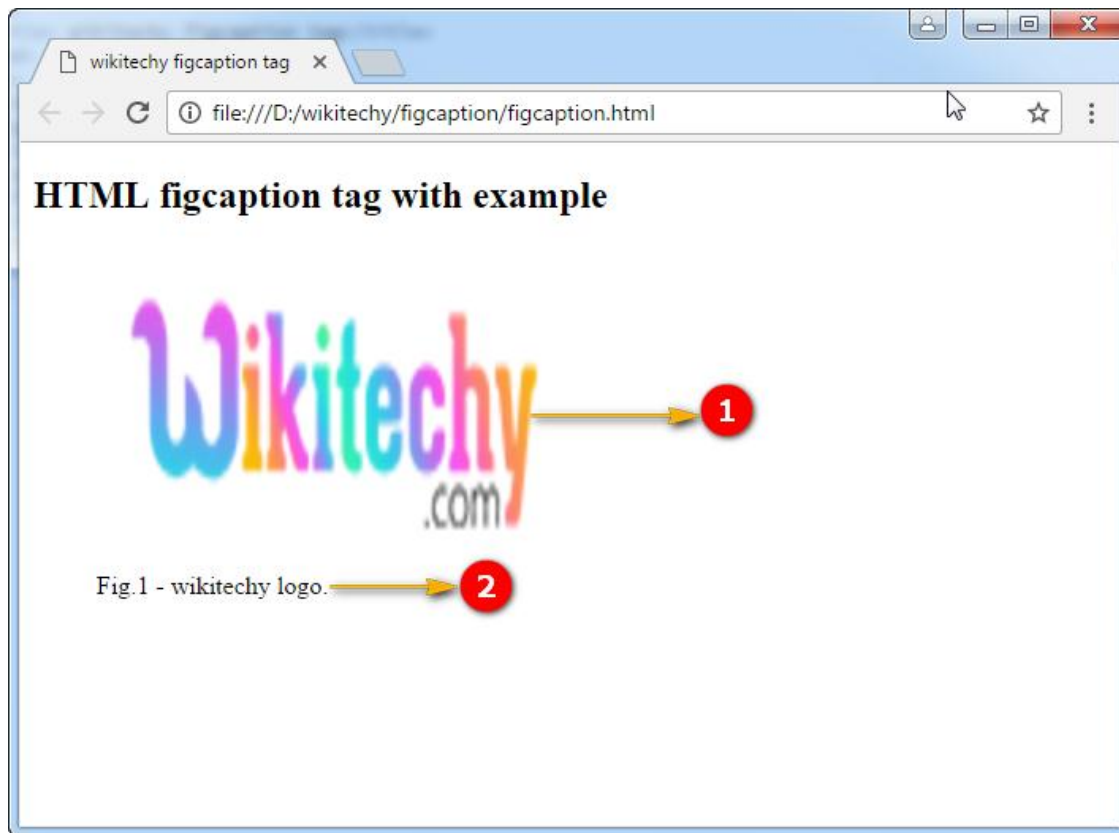 wikitechy figcaption tag
file:///D:/wikitechy/figcaption/figcaption.html
HTML figcaption tag with example
Wikitechy
.com
1
Fig.1 - wikitechy logo.
2